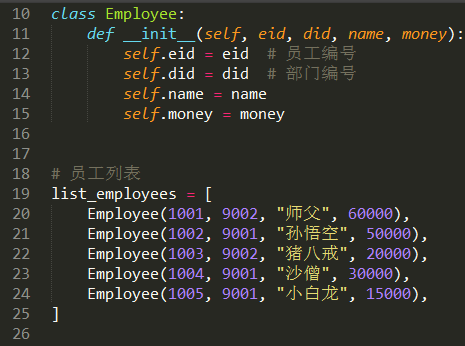 10 class Employee:
11     def __init__(self, eid, did, name, money):
12         self.eid = eid  # 员工编号
13         self.did = did  # 部门编号
14         self.name = name
15         self.money = money
16
17
18 # 员工列表
19 list_employees = [
20     Employee(1001, 9002, "师父", 60000),
21     Employee(1002, 9001, "孙悟空", 50000),
22     Employee(1003, 9002, "猪八戒", 20000),
23     Employee(1004, 9001, "沙僧", 30000),
24     Employee(1005, 9001, "小白龙", 15000),
25 ]
26